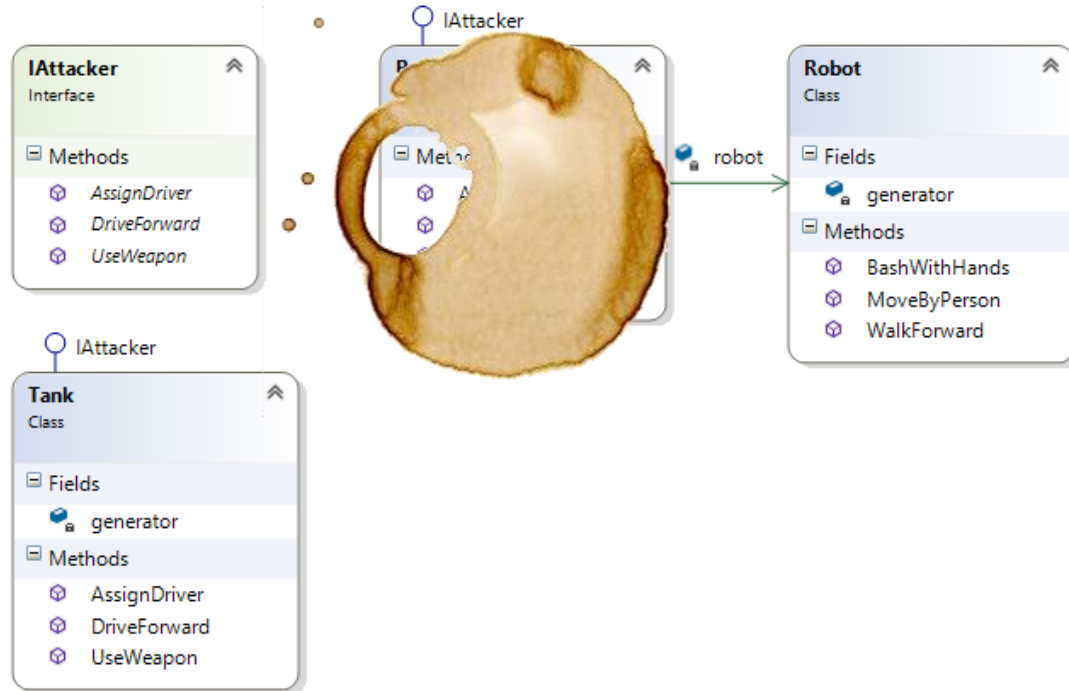 IAttacker
Interface
Methods
AssignDriver
DriveForward
UseWeapon
IAttacker
robot
Robot
Class
Fields
generator
Methods
BashWithHands
MoveByPerson
WalkForward
IAttacker
Tank
Class
Fields
generator
Methods
AssignDriver
DriveForward
UseWeapon